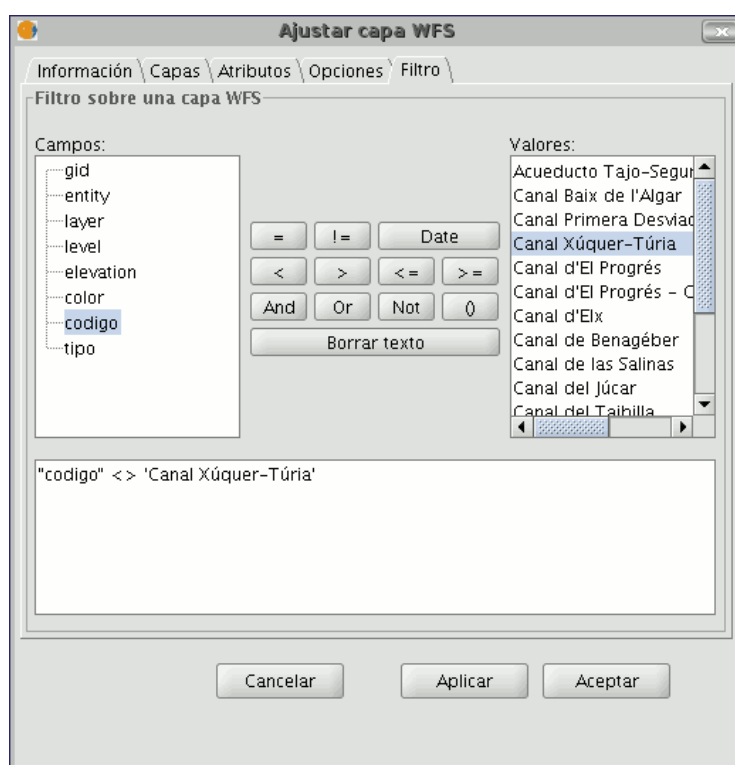 Ajustar capa WFS
Información Capas Atributos Opciones Filtro
Filtro sobre una capa WFS
Campos:
gid
entity
layer
level
elevation
color
codigo
tipo
= != Date
< > <= >=
And Or Not ()
Borrar texto
Valores:
Acueducto Tajo-Segur
Canal Baix de l'Algar
Canal Primera Desviac
Canal Xúquer-Túria
Canal d'El Progrés
Canal d'El Progrés - C
Canal d'Elx
Canal de Benagéber
Canal de las Salinas
Canal del Júcar
Canal del Taibilla
"codigo" <> 'Canal Xúquer-Túria'
Cancelar Aplicar Aceptar